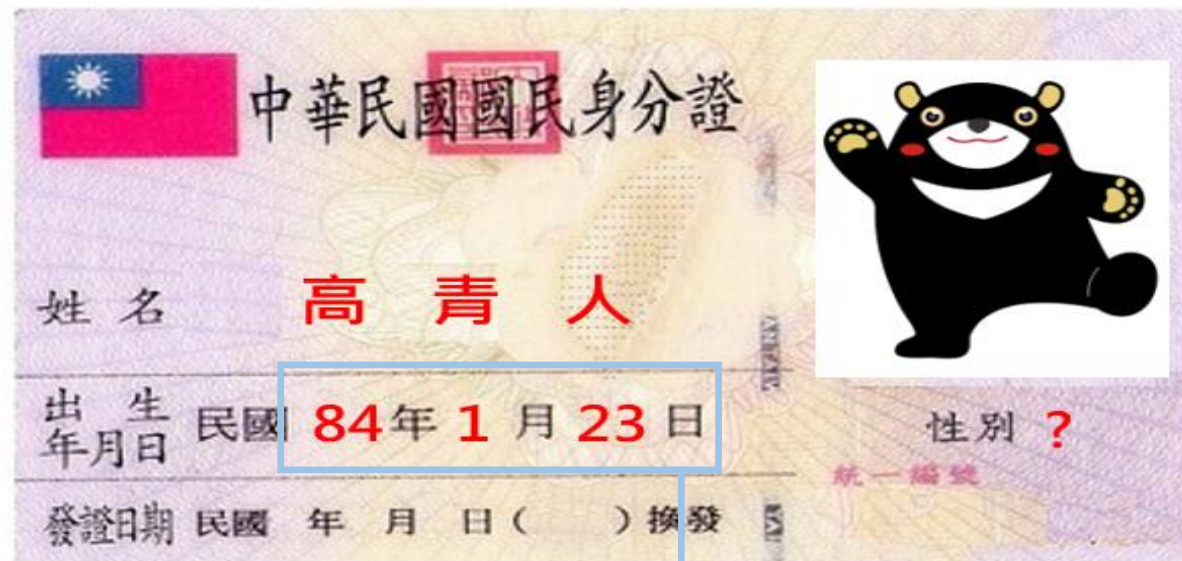 中華民國國民身分證
姓名 高青人
出生年月日 民國84年1月23日
性別 ?
統一編號
發證日期 民國 年 月 日( )換發